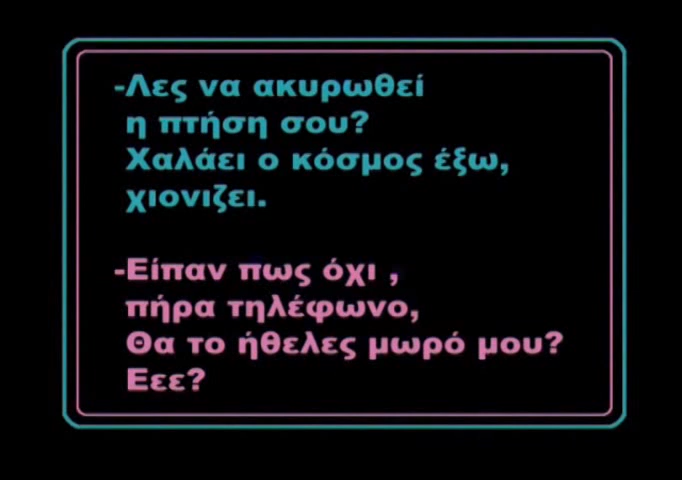 -Λες να ακυρωθεί
η πτήση σου?
Χαλάει ο κόσμος έξω,
χιονιζει.
-Είπαν πως όχι ,
πήρα τηλέφωνο,
Θα το ήθελες μωρό μου?
Εεε?